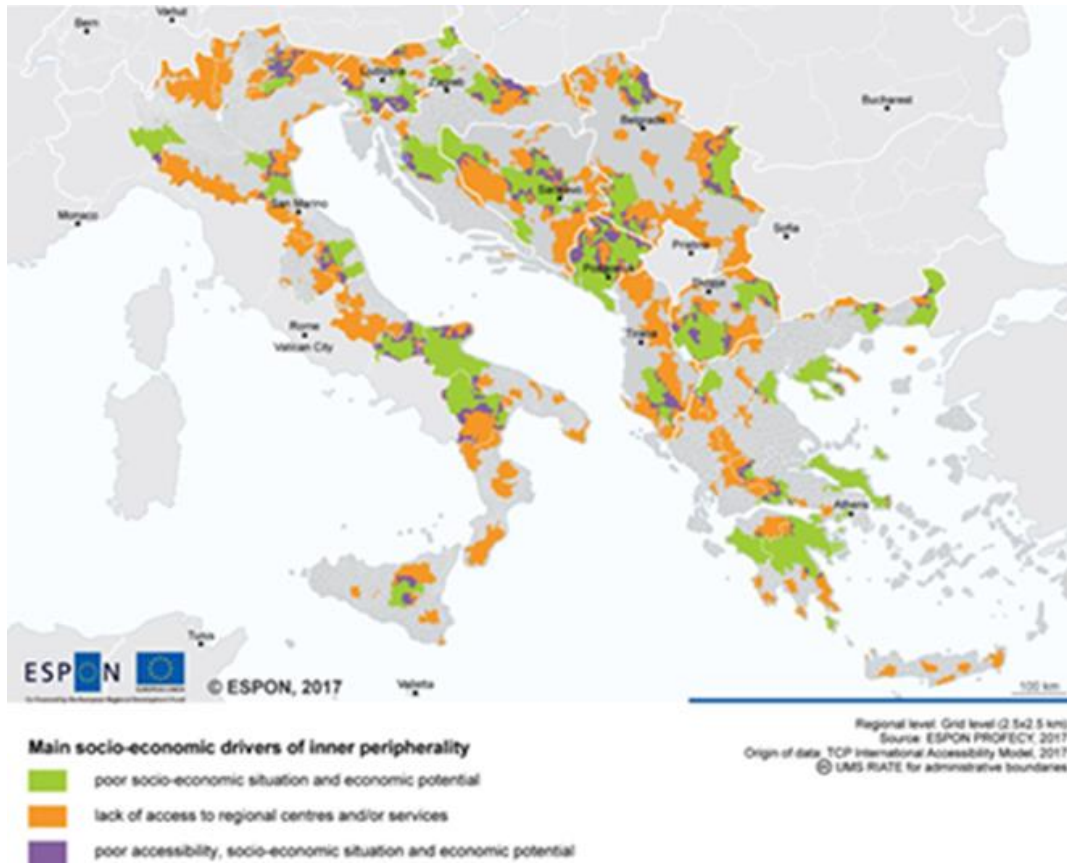 Bern
Vaduz
Ljubljana
Zagreb
Belgrade
Bucharest
Sarajevo
San Marino
Monaco
Sofia
Pristina
Podgorica
Skopje
Rome
Vatican City
Tirana
Athens
Tunis
Valletta
ESPON
© ESPON, 2017
100 km
Regional level: Grid level (2.5x2.5 km)
Source: ESPON PROFECY, 2017
Origin of data: TCP International Accessibility Model, 2017
UMS RIATE for administrative boundaries
Main socio-economic drivers of inner peripherality
poor socio-economic situation and economic potential
lack of access to regional centres and/or services
poor accessibility, socio-economic situation and economic potential